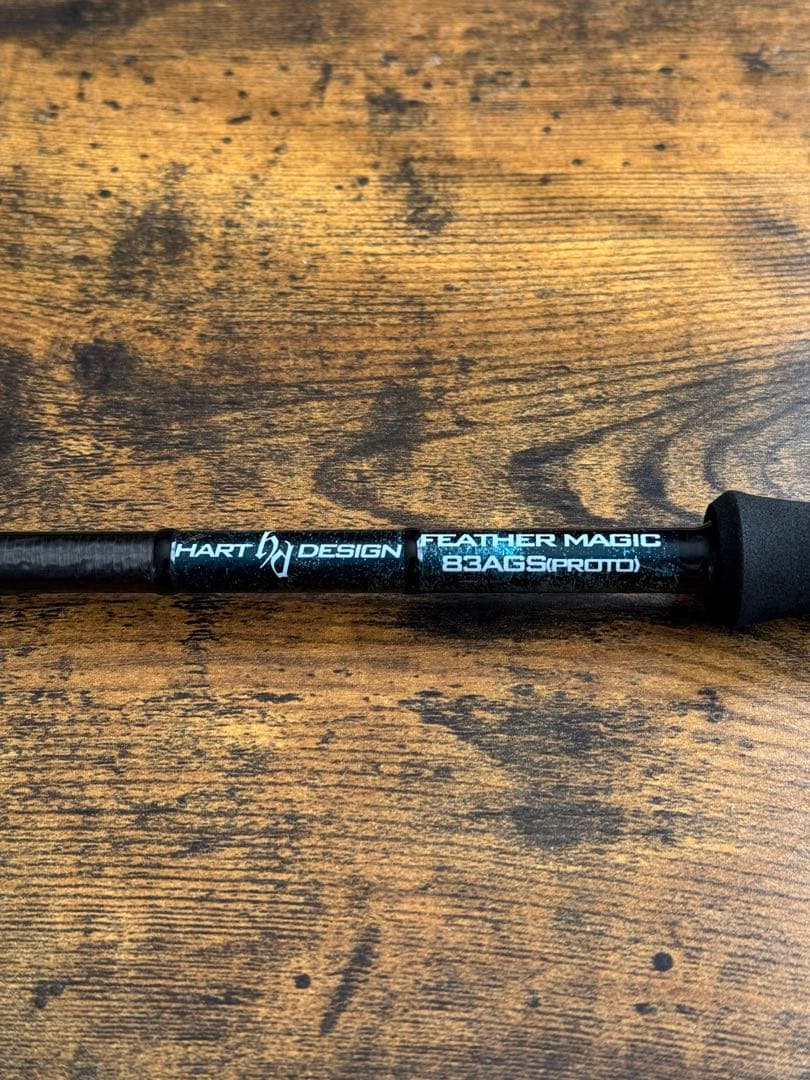 HART DESIGN
FEATHER MAGIC
83AGS(PROTO)